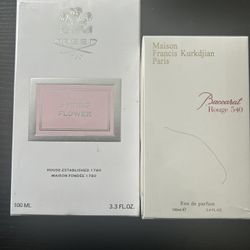 CREED
SPRING
FLOWER
HOUSE ESTABLISHED 1760
MAISON FONDÉE 1760
100 ML
3.3 FL.OZ.
Maison
Francis Kurkdjian
Paris
Baccarat
Rouge 540
Eau de parfum